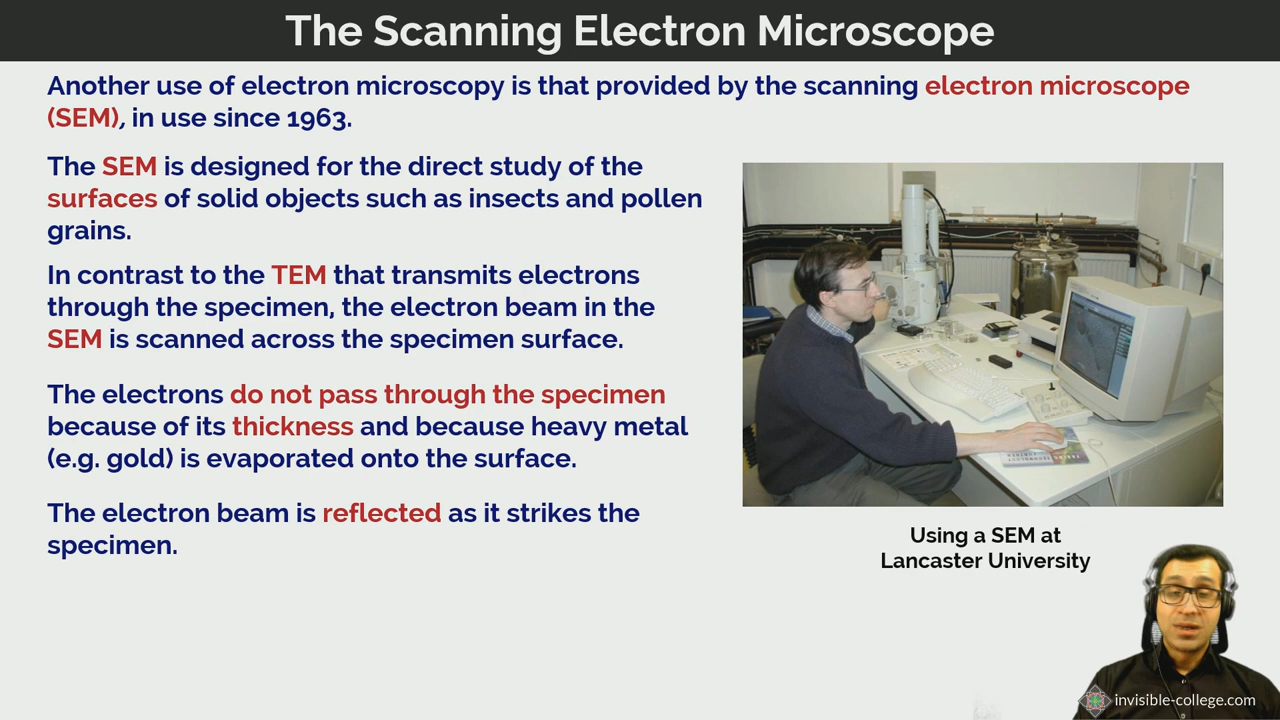 The Scanning Electron Microscope
Another use of electron microscopy is that provided by the scanning electron microscope
(SEM), in use since 1963.
The SEM is designed for the direct study of the
surfaces of solid objects such as insects and pollen
grains.
In contrast to the TEM that transmits electrons
through the specimen, the electron beam in the
SEM is scanned across the specimen surface.
The electrons do not pass through the specimen
because of its thickness and because heavy metal
(e.g. gold) is evaporated onto the surface.
The electron beam is reflected as it strikes the
specimen.
Using a SEM at
Lancaster University
invisible-college.com